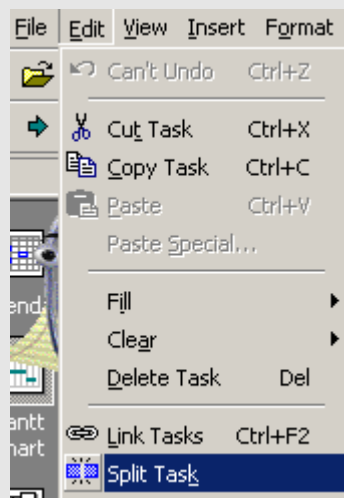 File Edit View Insert Format
Can't Undo Ctrl+Z
Cut Task Ctrl+X
Copy Task Ctrl+C
Paste Ctrl+V
Paste Special...
Fill
Clear
Delete Task Del
Link Tasks Ctrl+F2
Split Task